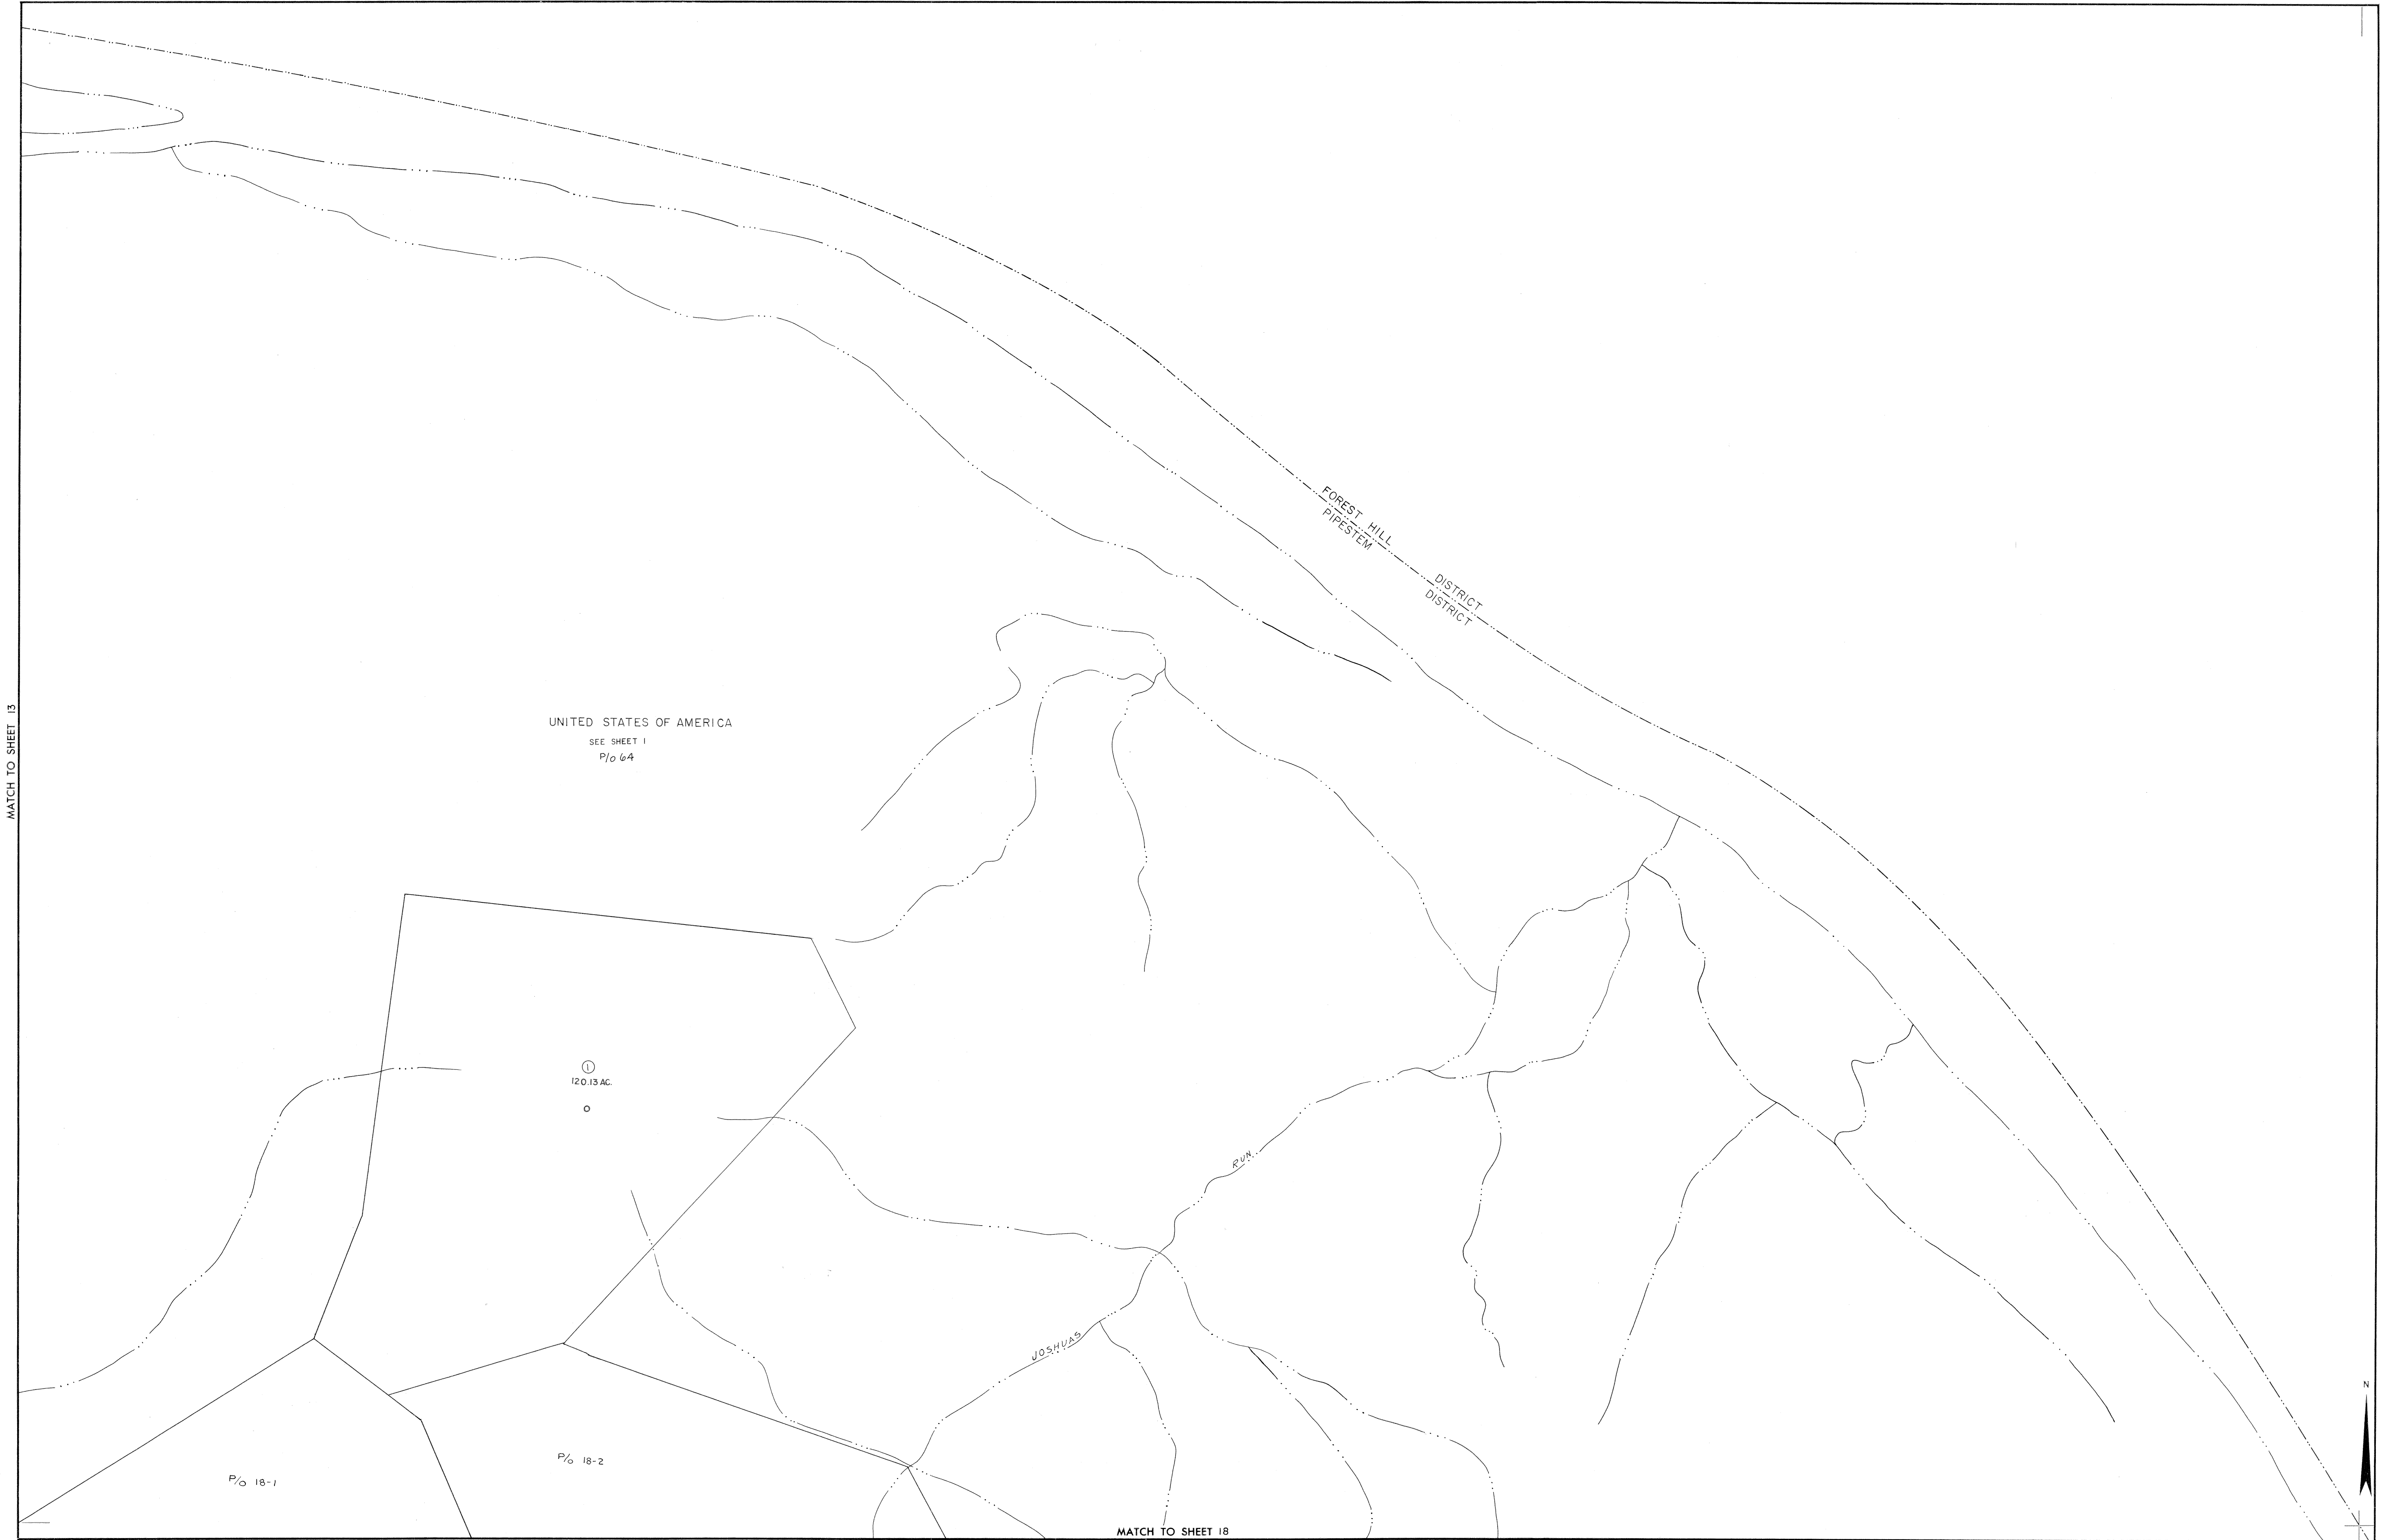 FOREST HILL DISTRICT
PIPESTEM DISTRICT
MATCH TO SHEET 13
UNITED STATES OF AMERICA
SEE SHEET 1
P/O 64
1
120.13 AC.
RUN
JOSHUAS
N
P/O 18-2
P/O 18-1
MATCH TO SHEET 18